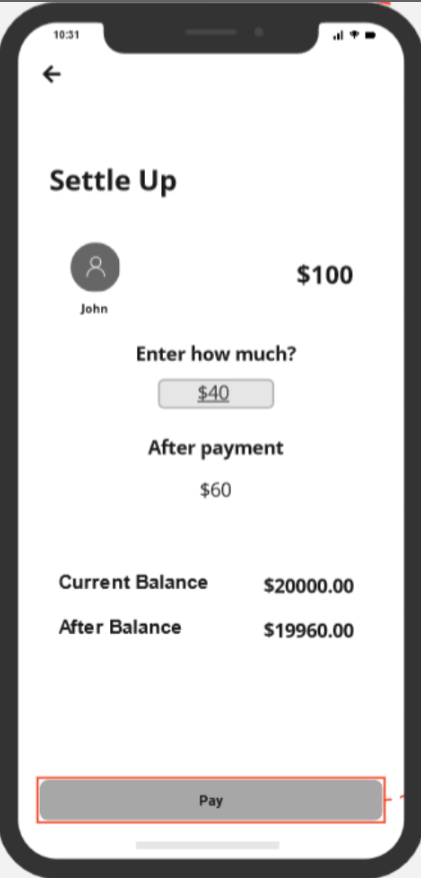 10:31
Settle Up
$100
John
Enter how much?
$40
After payment
$60
Current Balance $20000.00
After Balance $19960.00
Pay